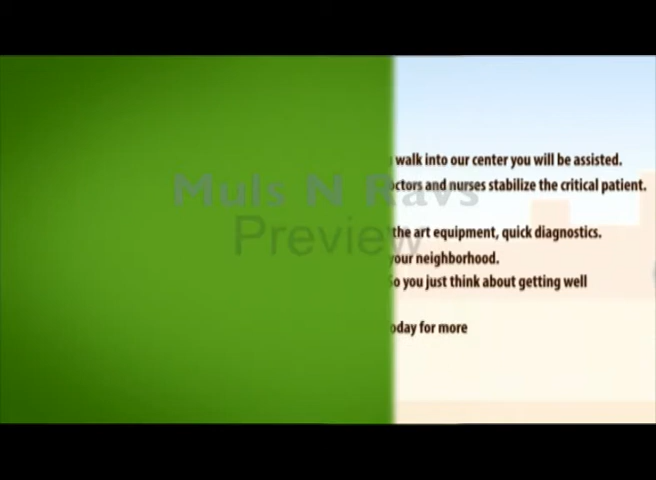 walk into our center you will be assisted.
Muls N Ravs
ctors and nurses stabilize the critical patient.
Preview
the art equipment, quick diagnostics.
our neighborhood.
o you just think about getting well
oday for more